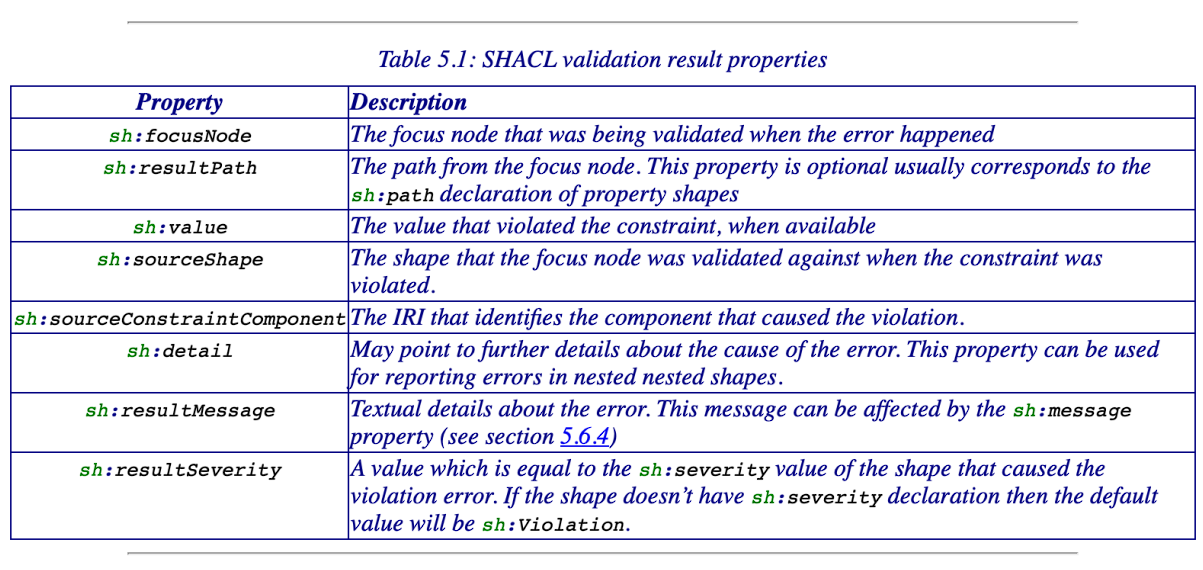 Table 5.1: SHACL validation result properties
Property Description
sh:focusNode The focus node that was being validated when the error happened
sh:resultPath The path from the focus node. This property is optional usually corresponds to the
sh:path declaration of property shapes
sh:value The value that violated the constraint, when available
sh:sourceShape The shape that the focus node was validated against when the constraint was
violated.
sh:sourceConstraintComponent The IRI that identifies the component that caused the violation.
sh:detail May point to further details about the cause of the error. This property can be used
for reporting errors in nested nested shapes.
sh:resultMessage Textual details about the error. This message can be affected by the sh:message
property (see section 5.6.4)
sh:resultSeverity A value which is equal to the sh:severity value of the shape that caused the
violation error. If the shape doesn’t have sh:severity declaration then the default
value will be sh:Violation.